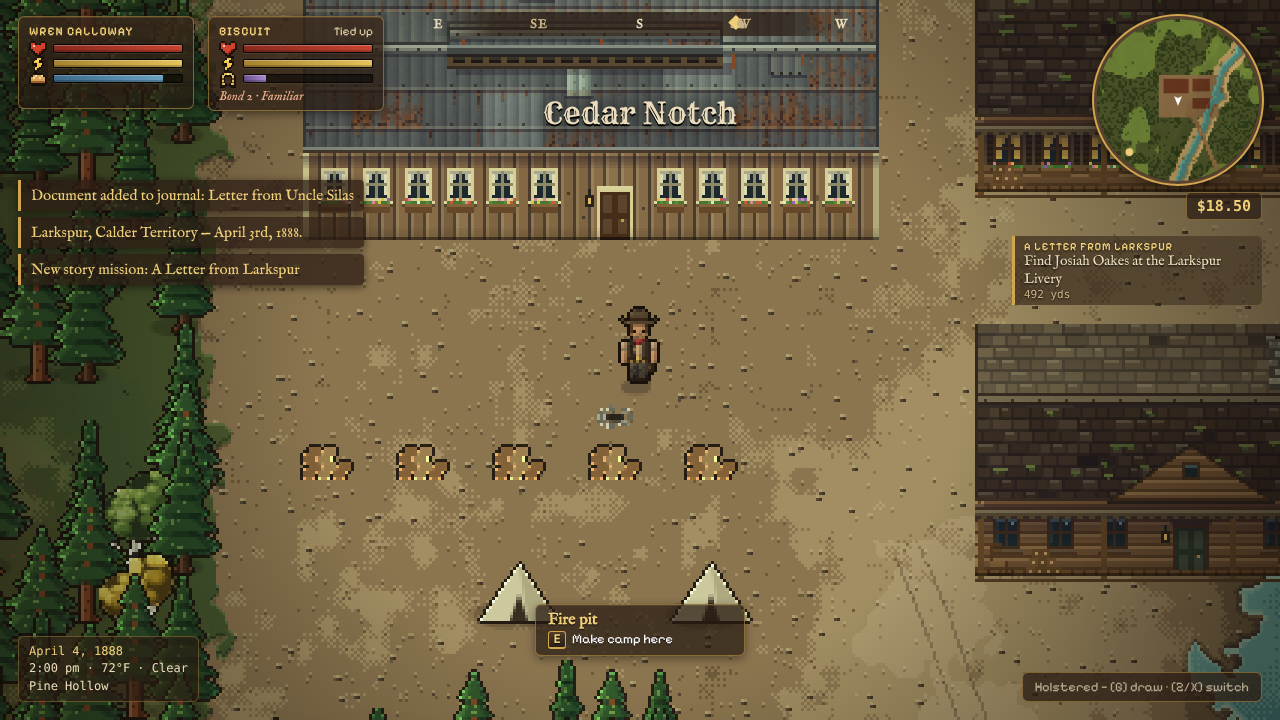 WREN CALLOWAY
BISCUIT
Tied up
Bond 2 · Familiar
E
SE
S
W
Cedar Notch
Document added to journal: Letter from Uncle Silas
Larkspur, Calder Territory — April 3rd, 1888.
New story mission: A Letter from Larkspur
$18.50
A LETTER FROM LARKSPUR
Find Josiah Oakes at the Larkspur
Livery
492 yds
Fire pit
E Make camp here
April 4, 1888
2:00 pm · 72°F · Clear
Pine Hollow
Holstered - (G) draw · (Z/X) switch